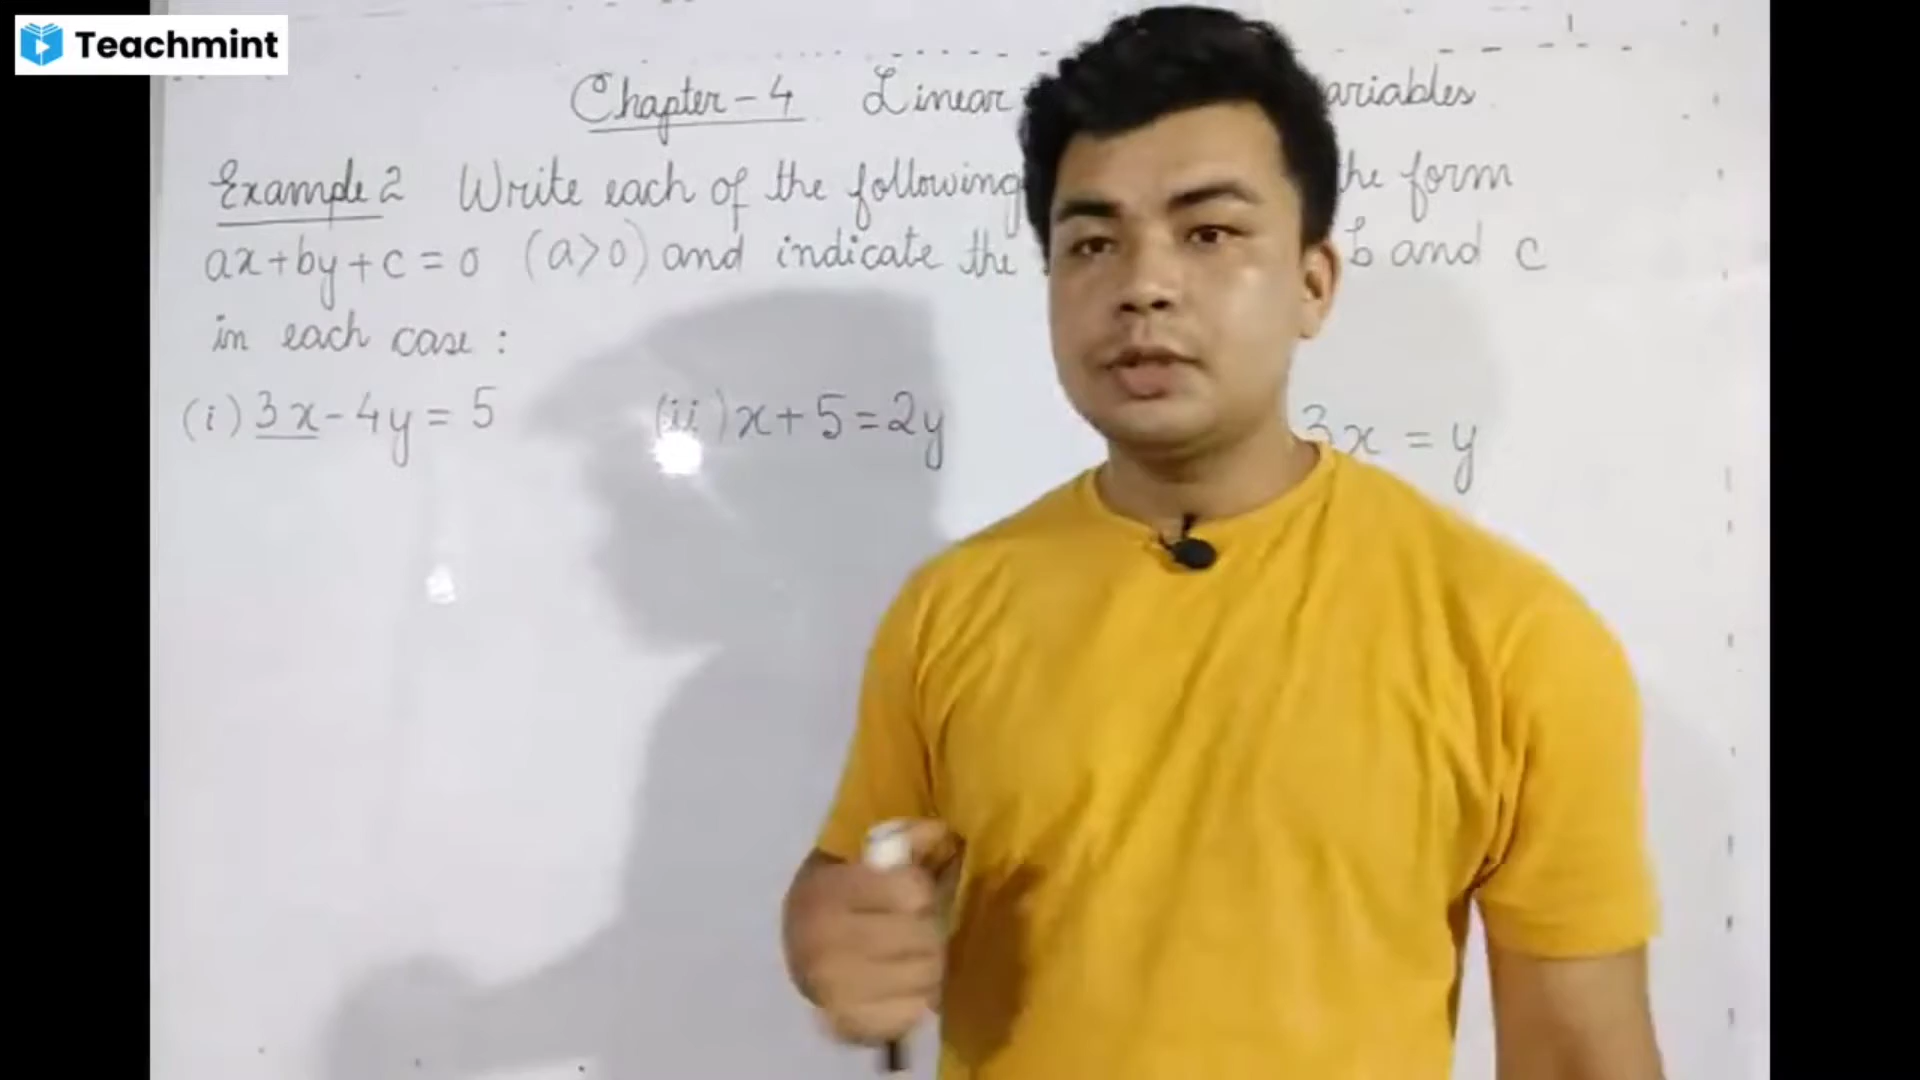 Teachmint
Chapter-4 Linear ariables
Example 2 Write each of the following the form
ax+by+c=0 (a>0) and indicate the b and c
in each case :
(i) 3x-4y=5 (ii) x+5=2y 3x = y